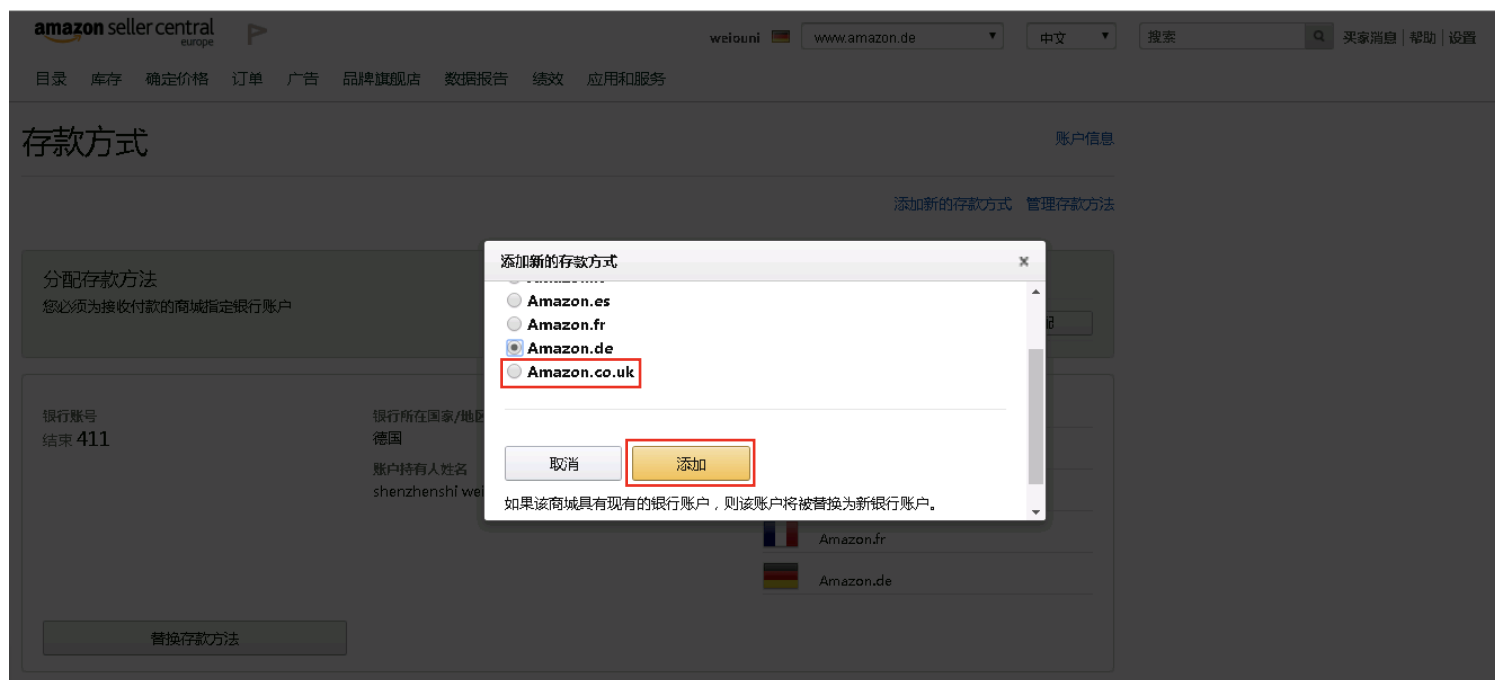 amazon seller central
europe
weiouni
www.amazon.de
中文
搜索
买家消息 | 帮助 | 设置
目录 库存 确定价格 订单 广告 品牌旗舰店 数据报告 绩效 应用和服务
存款方式
账户信息
添加新的存款方式 管理存款方法
添加新的存款方式
分配存款方法
您必须为接收付款的商城指定银行账户
Amazon.es
Amazon.fr
Amazon.de
Amazon.co.uk
银行账号
结束 411
银行所在国家/地区
德国
账户持有人姓名
shenzhenshi wei
取消
添加
如果该商城具有现有的银行账户，则该账户将被替换为新银行账户。
Amazon.fr
Amazon.de
替换存款方法